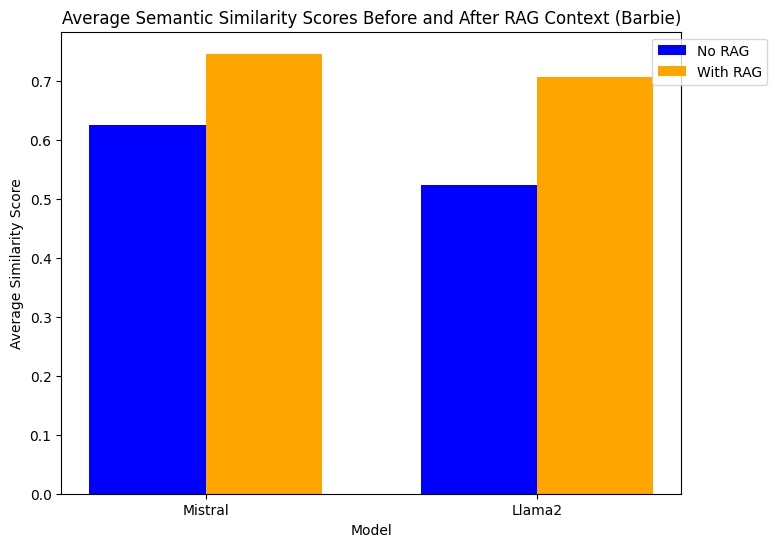 Average Semantic Similarity Scores Before and After RAG Context (Barbie)
No RAG
With RAG
Average Similarity Score
0.7
0.6
0.5
0.4
0.3
0.2
0.1
0.0
Mistral
Llama2
Model